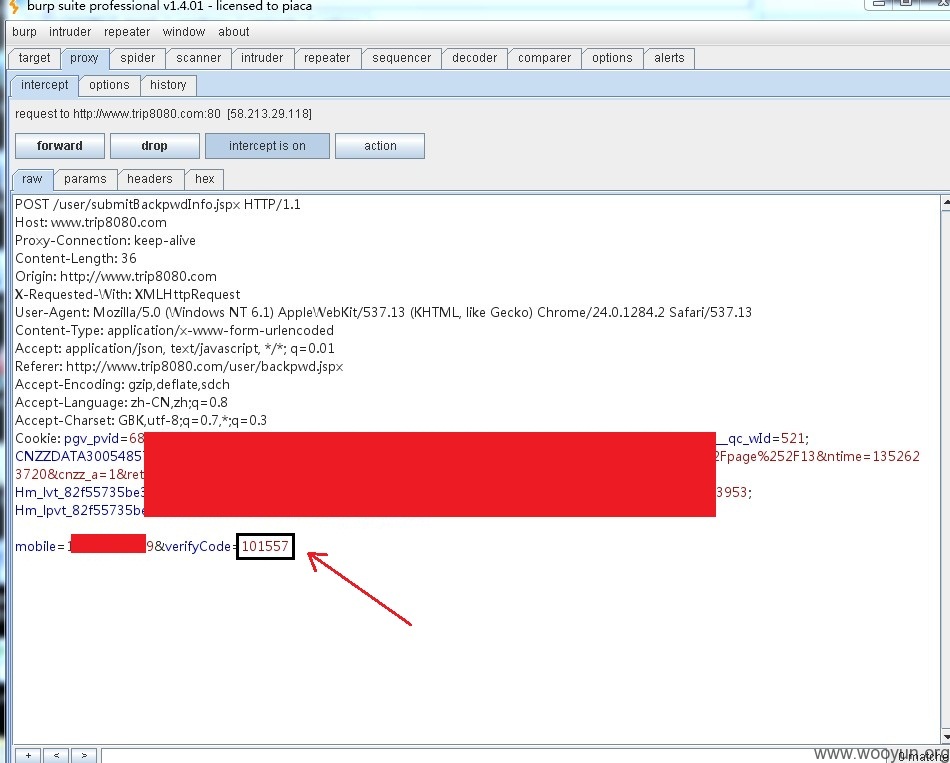 burp suite professional v1.4.01 - licensed to piaca
burp intruder repeater window about
target proxy spider scanner intruder repeater sequencer decoder comparer options alerts
intercept options history
request to http://www.trip8080.com:80 [58.213.29.118]
forward drop intercept is on action
raw params headers hex
POST /user/submitBackpwdInfo.jspx HTTP/1.1
Host: www.trip8080.com
Proxy-Connection: keep-alive
Content-Length: 36
Origin: http://www.trip8080.com
X-Requested-With: XMLHttpRequest
User-Agent: Mozilla/5.0 (Windows NT 6.1) AppleWebKit/537.13 (KHTML, like Gecko) Chrome/24.0.1284.2 Safari/537.13
Content-Type: application/x-www-form-urlencoded
Accept: application/json, text/javascript, */*; q=0.01
Referer: http://www.trip8080.com/user/backpwd.jspx
Accept-Encoding: gzip,deflate,sdch
Accept-Language: zh-CN,zh;q=0.8
Accept-Charset: GBK,utf-8;q=0.7,*;q=0.3
Cookie: pgv_pvid=68 __qc_wId=521;
CNZZDATA3005485 2Fpage%252F13&ntime=135262
3720&cnzz_a=1&ret
Hm_lvt_82f55735be3 3953;
Hm_lpvt_82f55735be
mobile=1 9&verifyCode=101557
+ < > 0 matche
www.wooyun.org